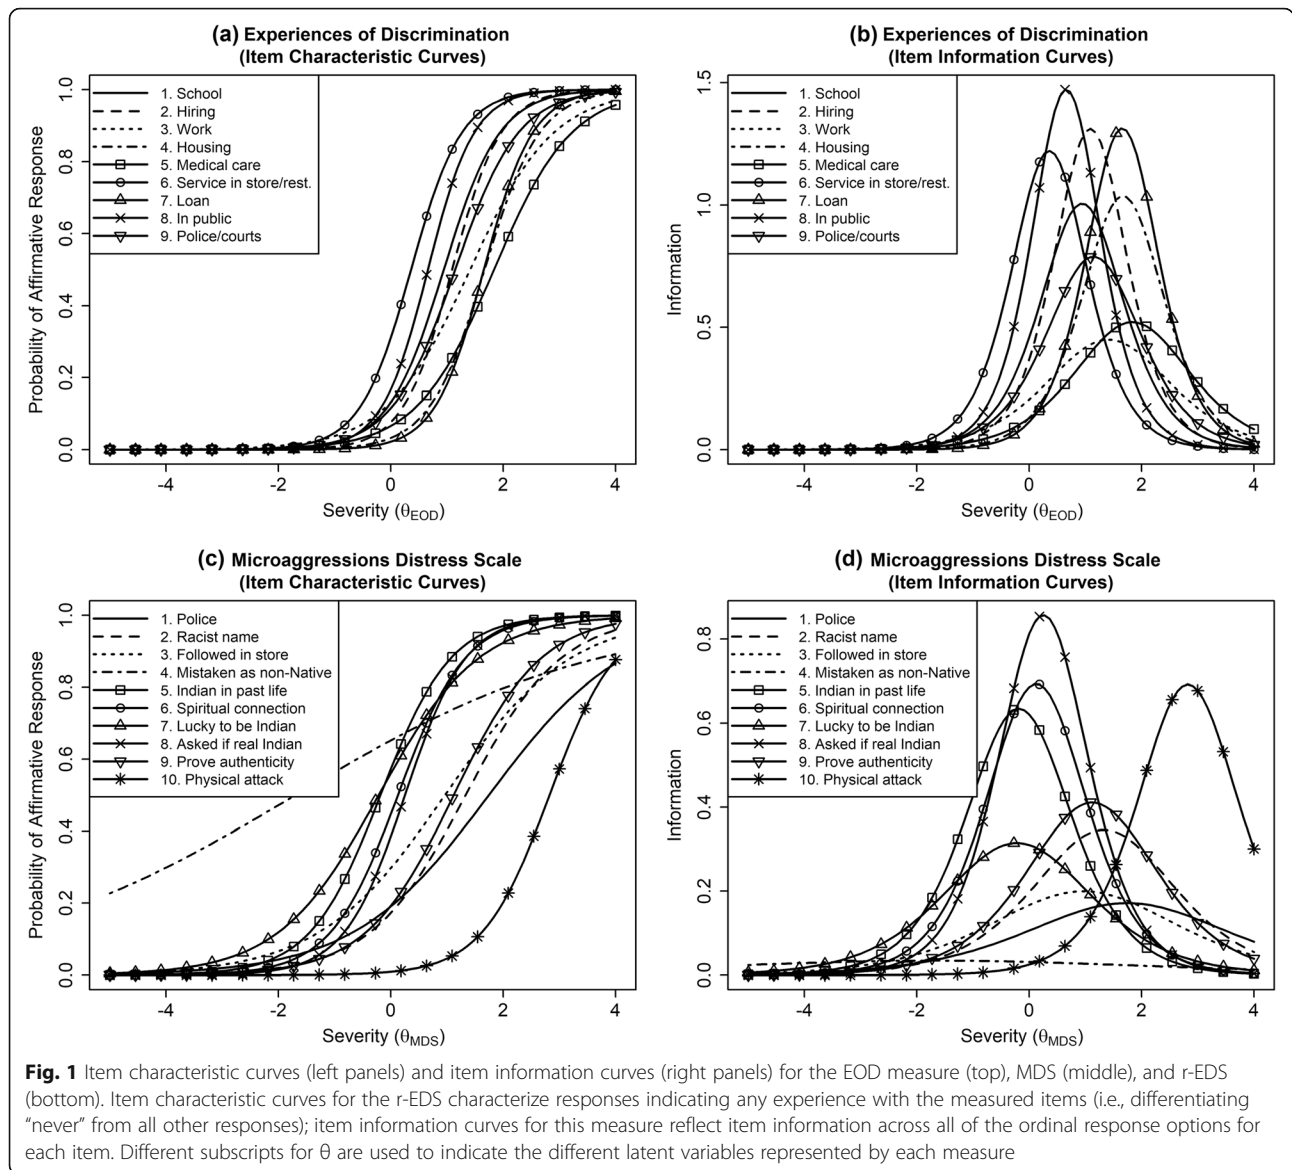 (a) Experiences of Discrimination
(Item Characteristic Curves)
Probability of Affirmative Response
1.0
0.8
0.6
0.4
0.2
0.0
1. School
2. Hiring
3. Work
4. Housing
5. Medical care
6. Service in store/rest.
7. Loan
8. In public
9. Police/courts
-4 -2 0 2 4
Severity (θEOD)
(b) Experiences of Discrimination
(Item Information Curves)
Information
1.5
1.0
0.5
0.0
1. School
2. Hiring
3. Work
4. Housing
5. Medical care
6. Service in store/rest.
7. Loan
8. In public
9. Police/courts
-4 -2 0 2 4
Severity (θEOD)
(c) Microaggressions Distress Scale
(Item Characteristic Curves)
Probability of Affirmative Response
1.0
0.8
0.6
0.4
0.2
0.0
1. Police
2. Racist name
3. Followed in store
4. Mistaken as non-Native
5. Indian in past life
6. Spiritual connection
7. Lucky to be Indian
8. Asked if real Indian
9. Prove authenticity
10. Physical attack
-4 -2 0 2 4
Severity (θMDS)
(d) Microaggressions Distress Scale
(Item Information Curves)
Information
0.8
0.6
0.4
0.2
0.0
1. Police
2. Racist name
3. Followed in store
4. Mistaken as non-Native
5. Indian in past life
6. Spiritual connection
7. Lucky to be Indian
8. Asked if real Indian
9. Prove authenticity
10. Physical attack
-4 -2 0 2 4
Severity (θMDS)
Fig. 1 Item characteristic curves (left panels) and item information curves (right panels) for the EOD measure (top), MDS (middle), and r-EDS
(bottom). Item characteristic curves for the r-EDS characterize responses indicating any experience with the measured items (i.e., differentiating
“never” from all other responses); item information curves for this measure reflect item information across all of the ordinal response options for
each item. Different subscripts for θ are used to indicate the different latent variables represented by each measure